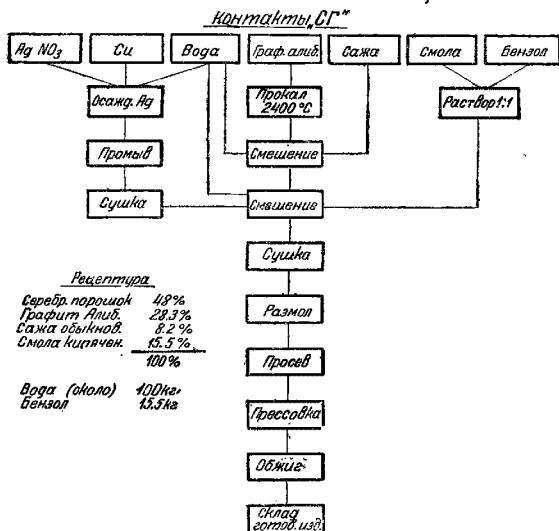 Контакты „СГ"
Ag NO₃
Cu
Вода
Граф. алиб.
Сажа
Смола
Бензол
Осажд. Ag
Прокал
2400°C
Раствор 1:1
Промыв
Смешение
Сушка
Смешение
Сушка
Размол
Просев
Прессовка
Обжиг
Склад
готов. изд.
Рецептура
Серебр. порошок 48%
Графит Алиб. 28.3%
Сажа обыкнов. 8.2%
Смола кипячен. 15.5%
100%
Вода (около) 100кг.
Бензол 15.5кг